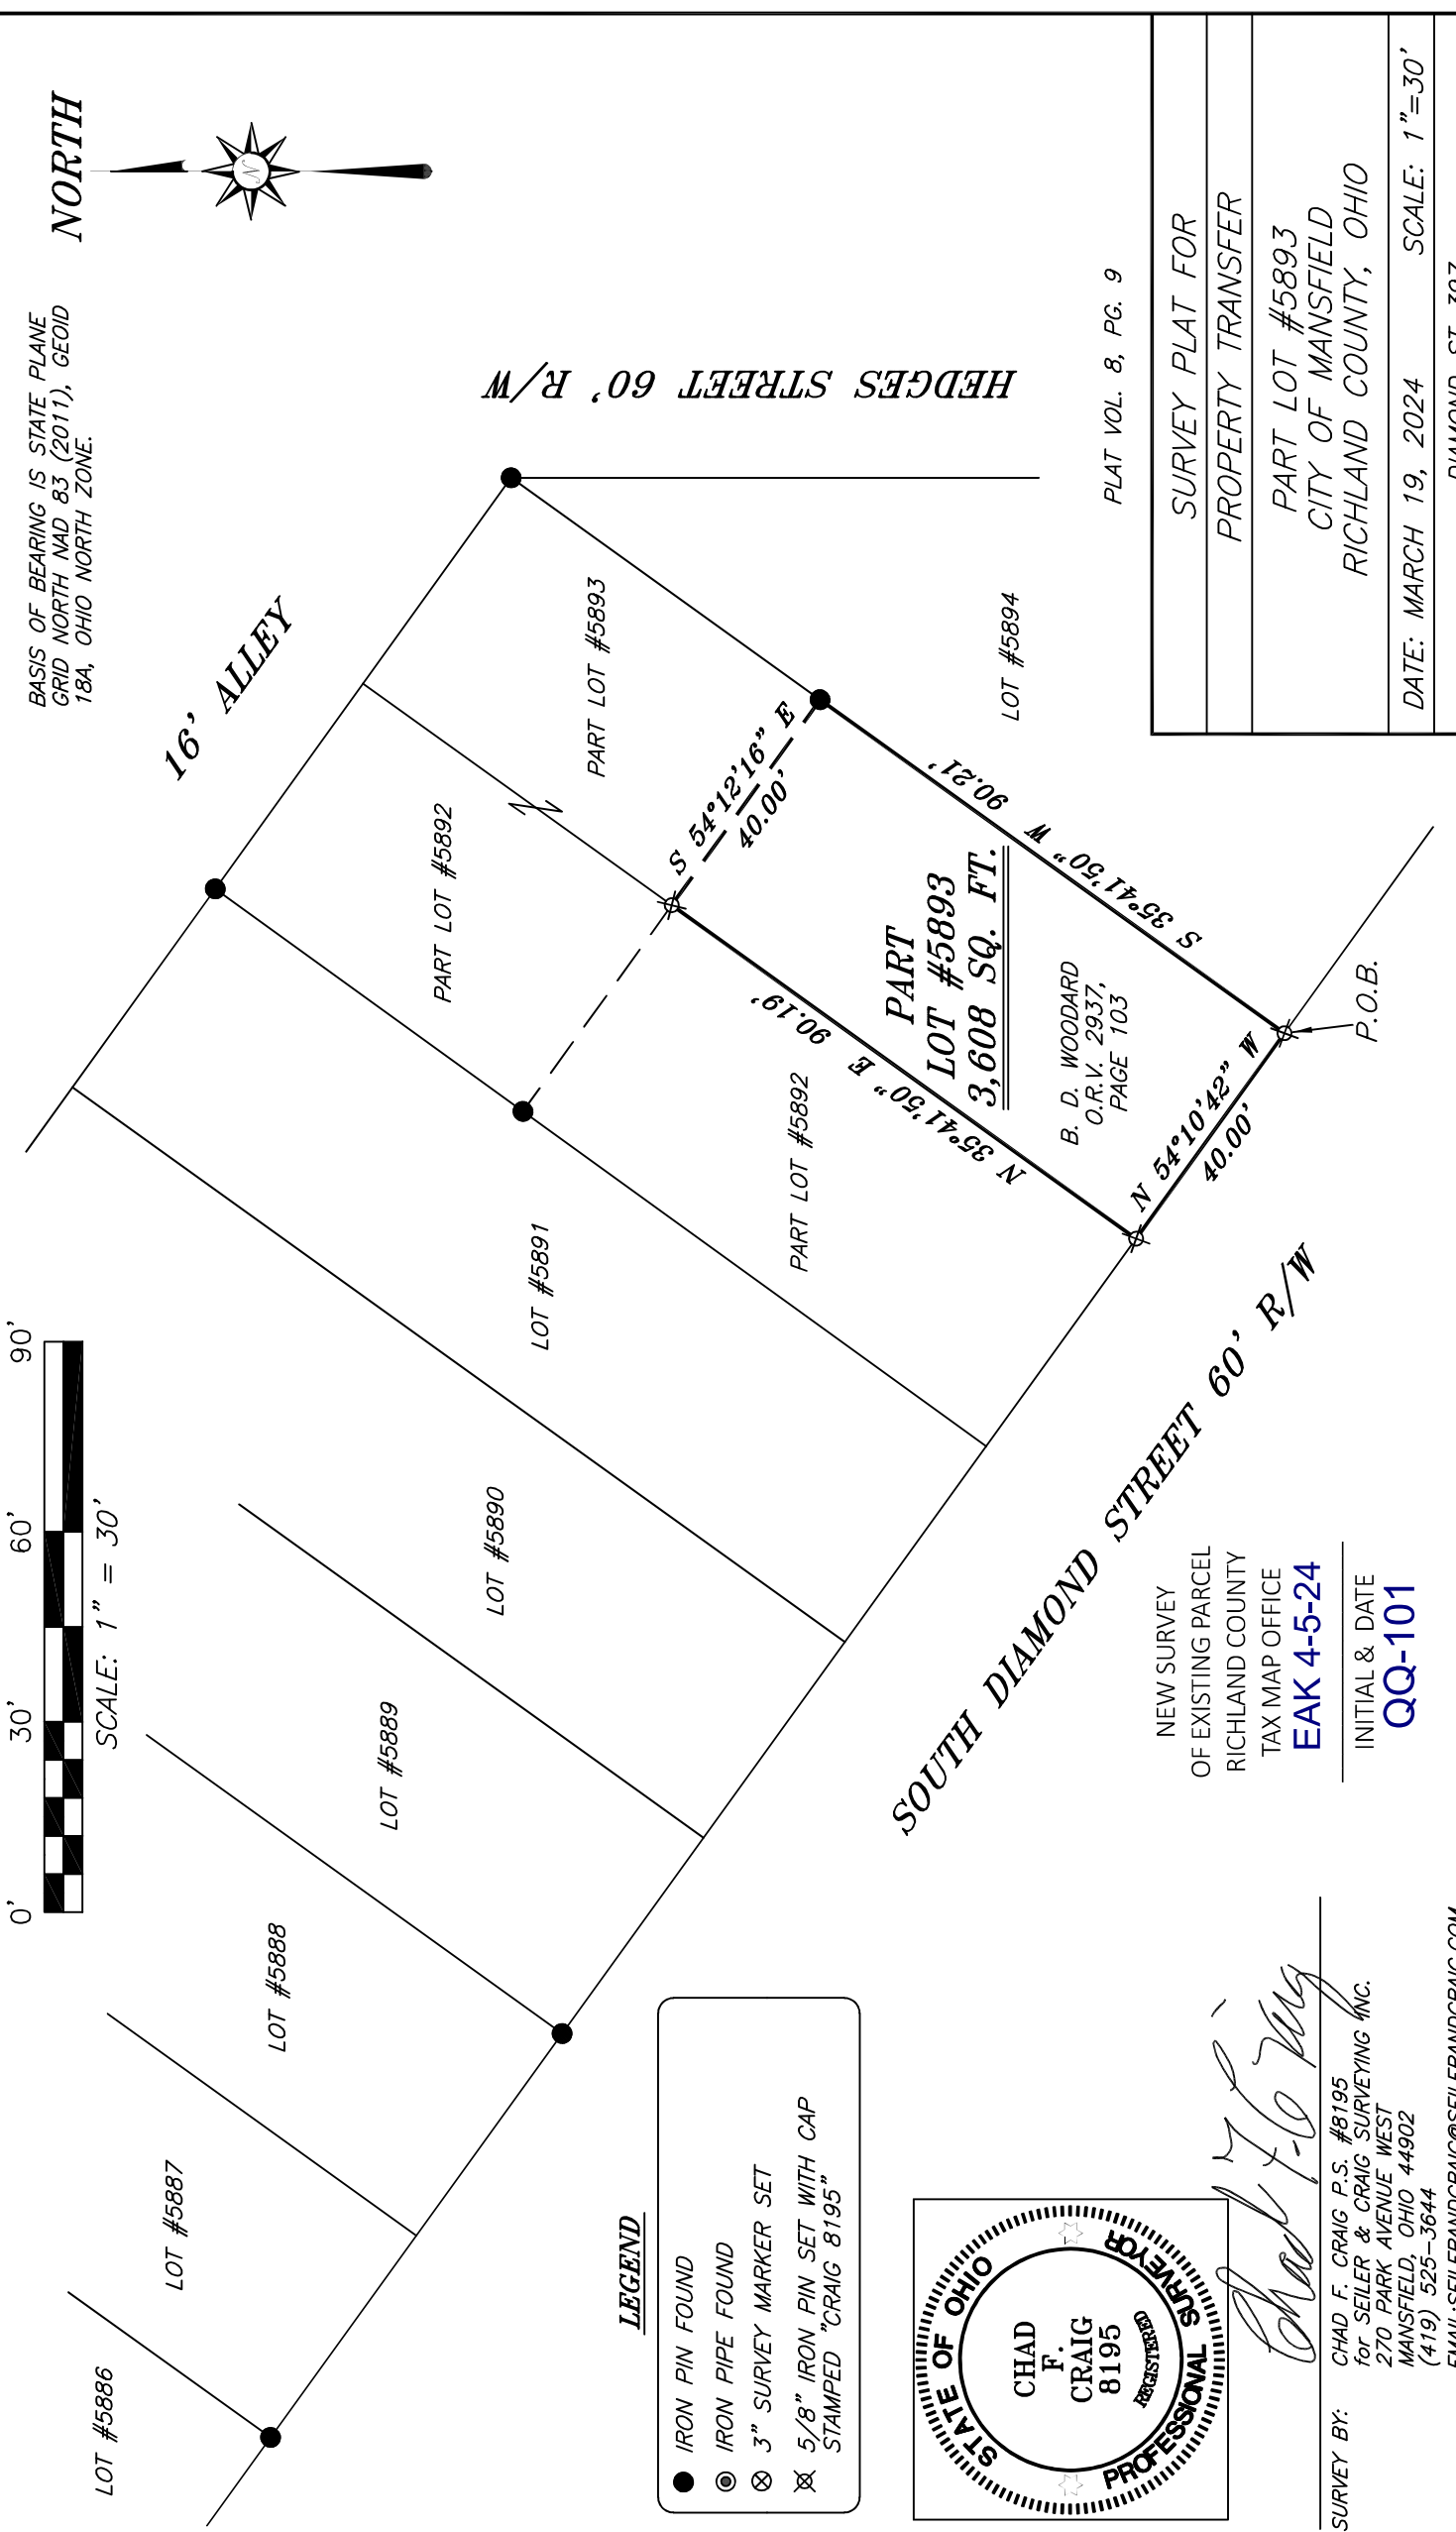 BASIS OF BEARING IS STATE PLANE
GRID NORTH NAD 83 (2011), GEOID
18A, OHIO NORTH ZONE.
NORTH
N
0' 30' 60' 90'
SCALE: 1" = 30'
16' ALLEY
HEDGES STREET 60' R/W
LOT #5886
LOT #5887
LOT #5888
LOT #5889
LOT #5890
LOT #5891
PART LOT #5892
PART LOT #5893
PART LOT #5892
LOT #5894
S 54°12'16" E
40.00'
S 35°41'50" W 90.21'
N 35°41'50" E 90.19'
N 54°10'42" W
40.00'
PART
LOT #5893
3,608 SQ. FT.
B. D. WOODARD
O.R.V. 2937,
PAGE 103
P.O.B.
SOUTH DIAMOND STREET 60' R/W
PLAT VOL. 8, PG. 9
LEGEND
IRON PIN FOUND
IRON PIPE FOUND
3" SURVEY MARKER SET
5/8" IRON PIN SET WITH CAP
STAMPED "CRAIG 8195"
STATE OF OHIO
CHAD
F.
CRAIG
8195
REGISTERED
PROFESSIONAL SURVEYOR
SURVEY BY:
CHAD F. CRAIG P.S. #8195
for SEILER & CRAIG SURVEYING INC.
270 PARK AVENUE WEST
MANSFIELD, OHIO 44902
(419) 525-3644
EMAIL:SEILERANDCRAIG@SEILERANDCRAIG.COM
NEW SURVEY
OF EXISTING PARCEL
RICHLAND COUNTY
TAX MAP OFFICE
EAK 4-5-24
INITIAL & DATE
QQ-101
SURVEY PLAT FOR
PROPERTY TRANSFER
PART LOT #5893
CITY OF MANSFIELD
RICHLAND COUNTY, OHIO
DATE: MARCH 19, 2024 SCALE: 1"=30'
DIAMOND ST 393